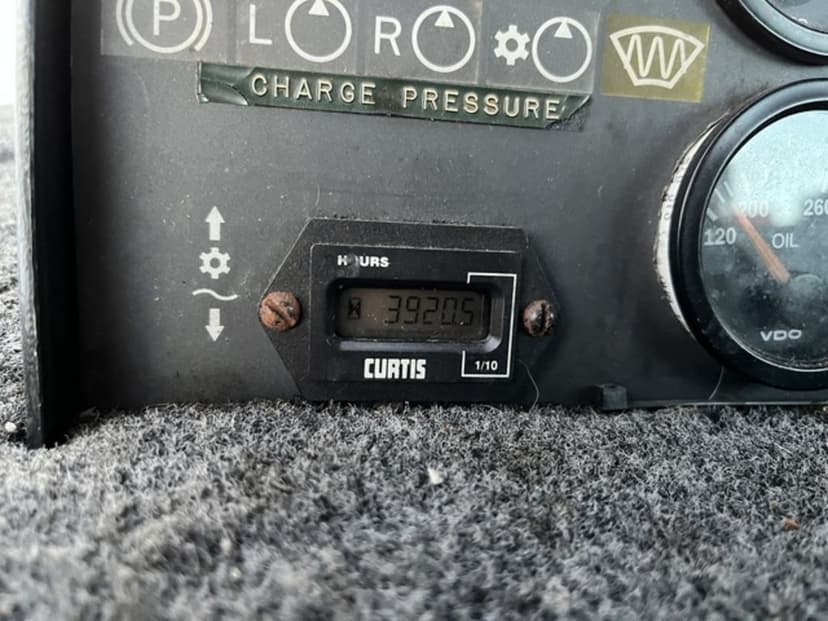 P
L
R
CHARGE PRESSURE
120
200
260
OIL
VDO
HOURS
39205
CURTIS
1/10